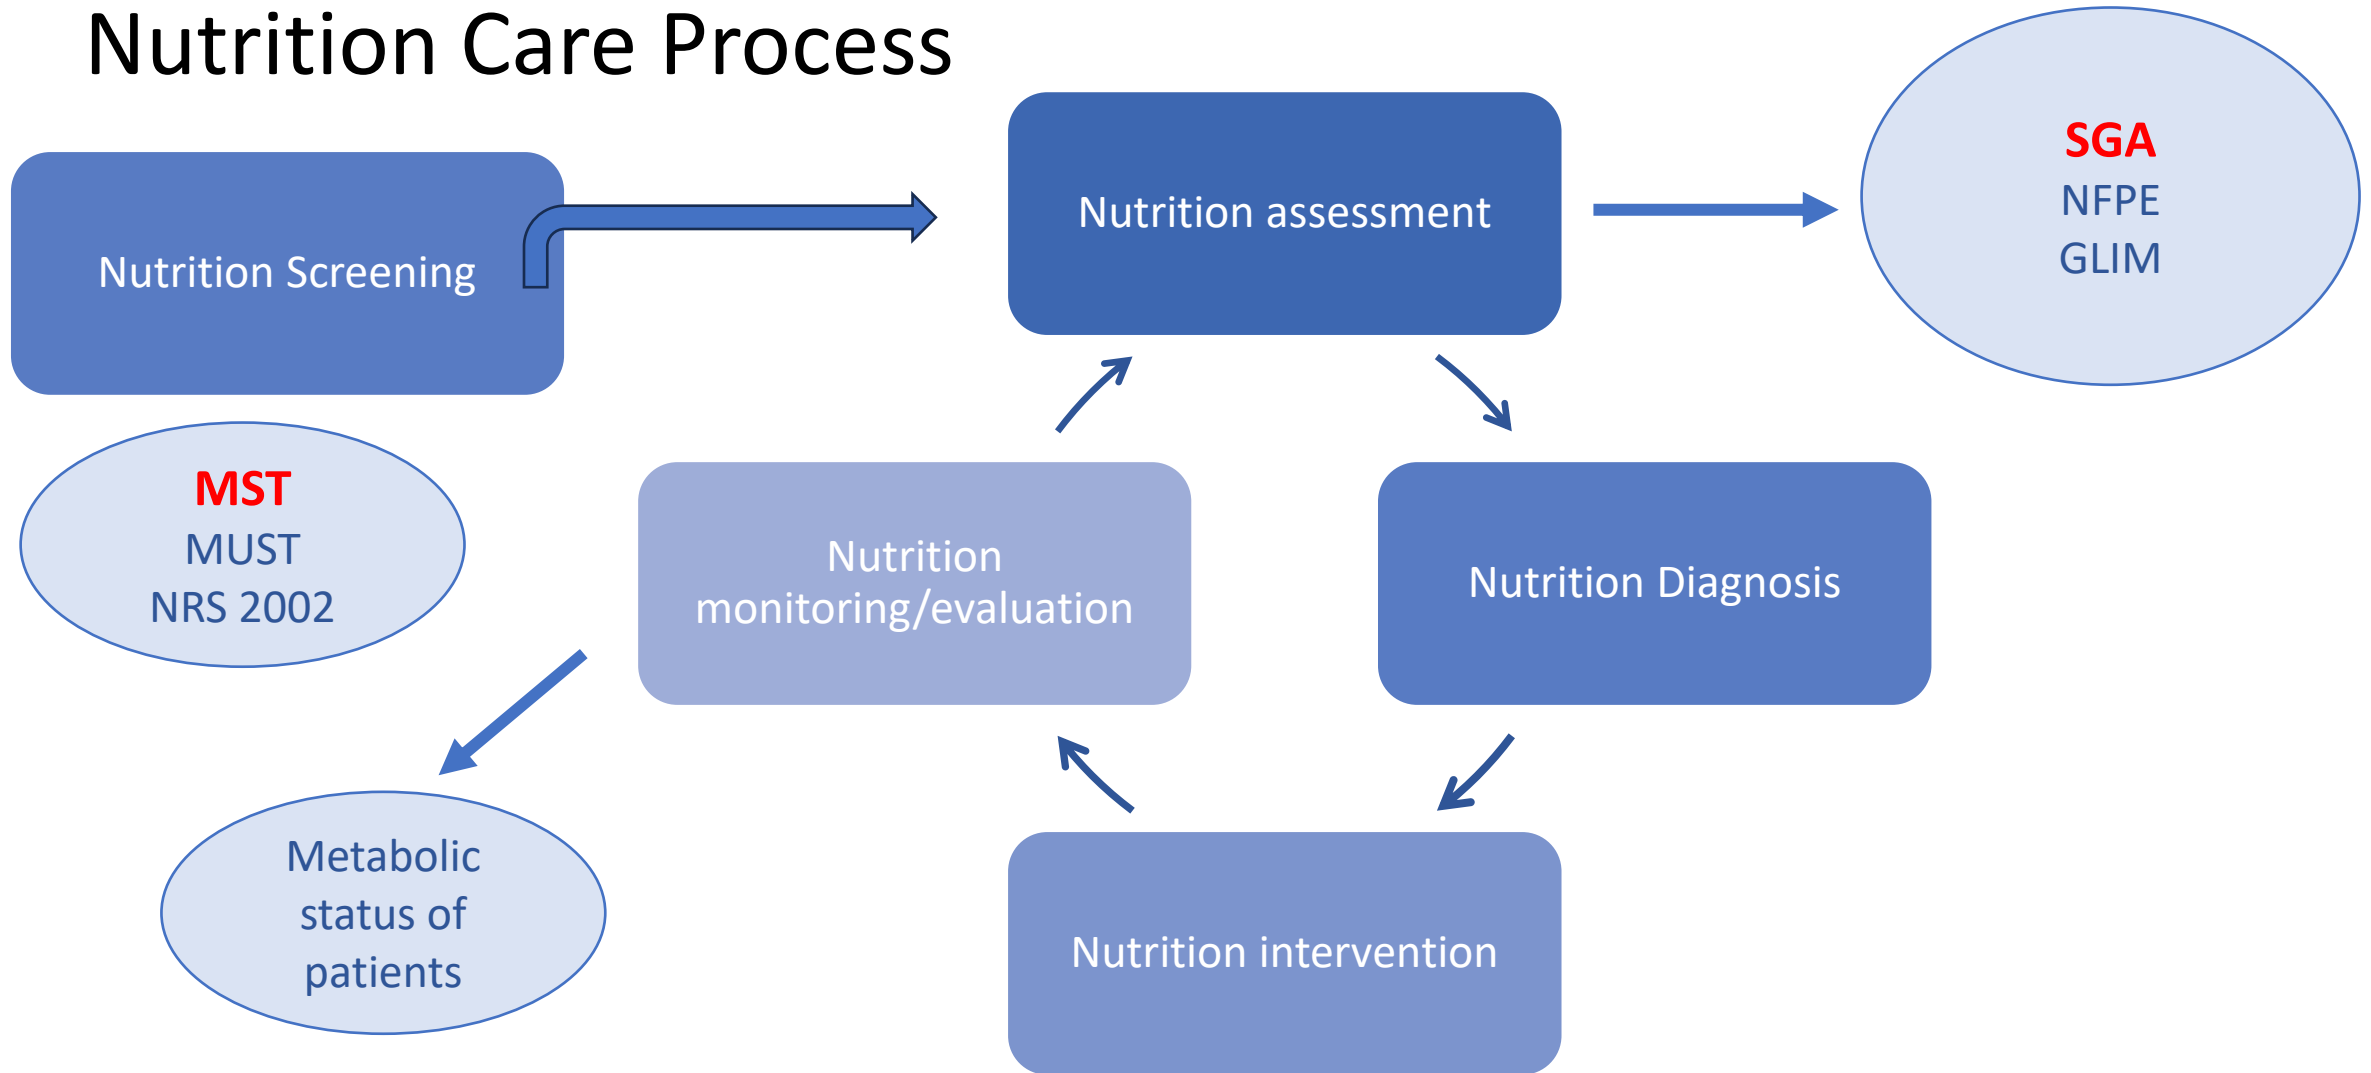 Nutrition Care Process
Nutrition Screening
Nutrition assessment
SGA
NFPE
GLIM
MST
MUST
NRS 2002
Nutrition
monitoring/evaluation
Nutrition Diagnosis
Metabolic
status of
patients
Nutrition intervention